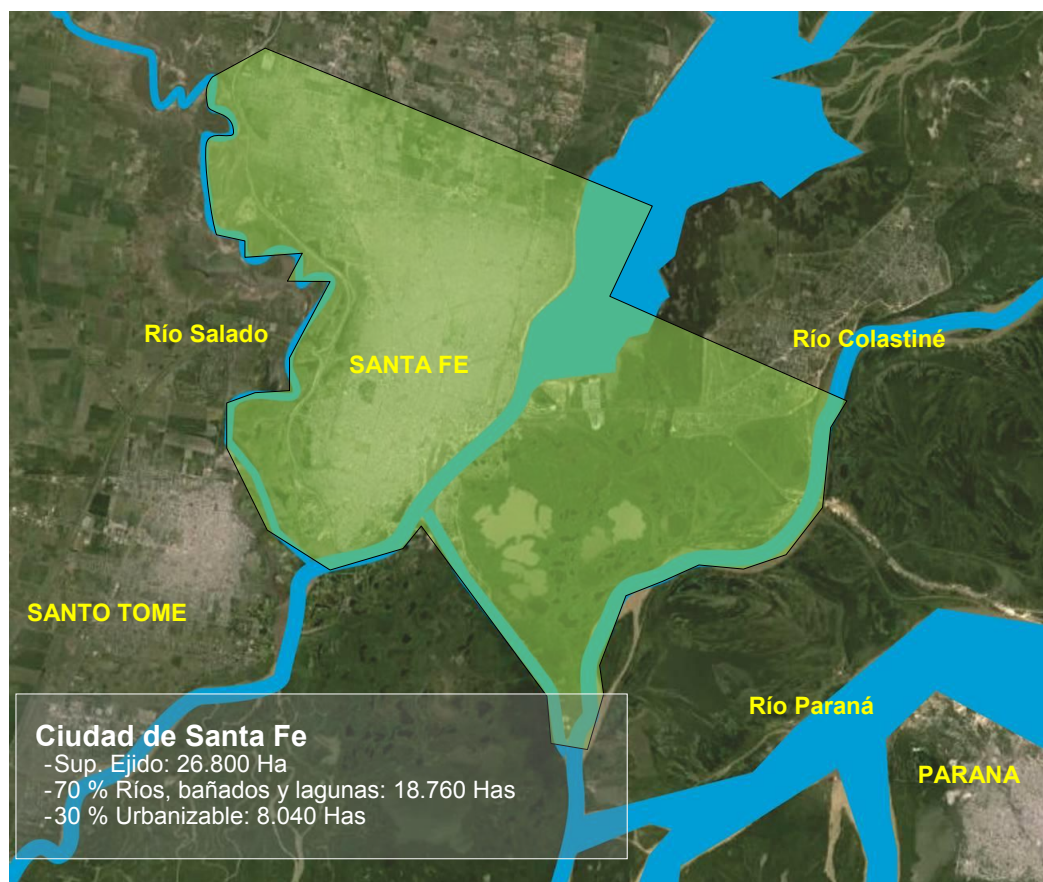 Río Salado
Río Colastiné
SANTA FE
SANTO TOME
Río Paraná
PARANA
Ciudad de Santa Fe
-Sup. Ejido: 26.800 Ha
-70 % Ríos, bañados y lagunas: 18.760 Has
-30 % Urbanizable: 8.040 Has